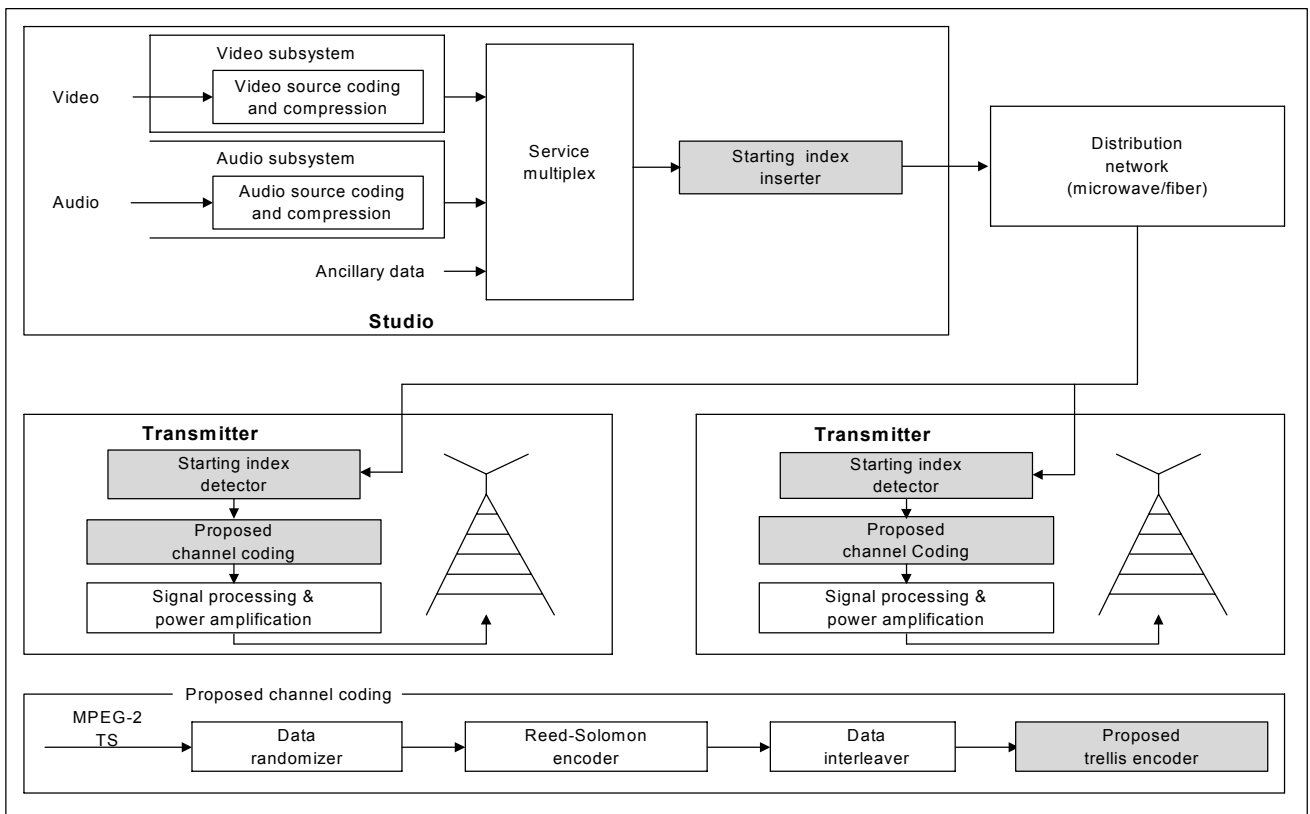 Video subsystem
Video
Video source coding
and compression
Audio subsystem
Audio
Audio source coding
and compression
Ancillary data
Service
multiplex
Starting index
inserter
Studio
Distribution
network
(microwave/fiber)
Transmitter
Starting index
detector
Proposed
channel coding
Signal processing &
power amplification
Transmitter
Starting index
detector
Proposed
channel Coding
Signal processing &
power amplification
Proposed channel coding
MPEG-2
TS
Data
randomizer
Reed-Solomon
encoder
Data
interleaver
Proposed
trellis encoder